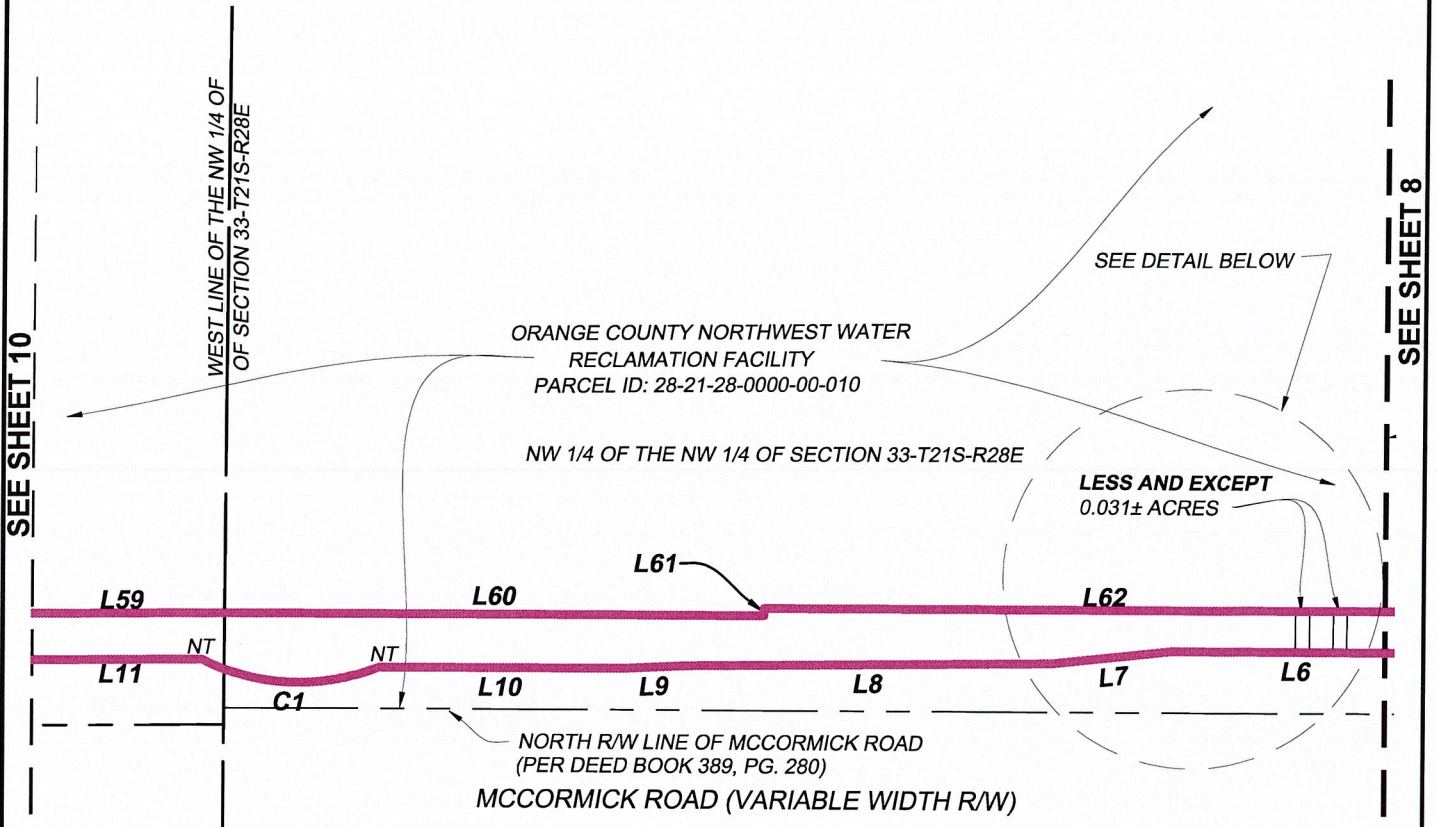 WEST LINE OF THE NW 1/4 OF
OF SECTION 33-T21S-R28E
SEE SHEET 10
SEE SHEET 8
SEE DETAIL BELOW
ORANGE COUNTY NORTHWEST WATER
RECLAMATION FACILITY
PARCEL ID: 28-21-28-0000-00-010
NW 1/4 OF THE NW 1/4 OF SECTION 33-T21S-R28E
LESS AND EXCEPT
0.031± ACRES
L61
L59
L60
L62
NT
NT
L11
C1
L10
L9
L8
L7
L6
NORTH R/W LINE OF MCCORMICK ROAD
(PER DEED BOOK 389, PG. 280)
MCCORMICK ROAD (VARIABLE WIDTH R/W)